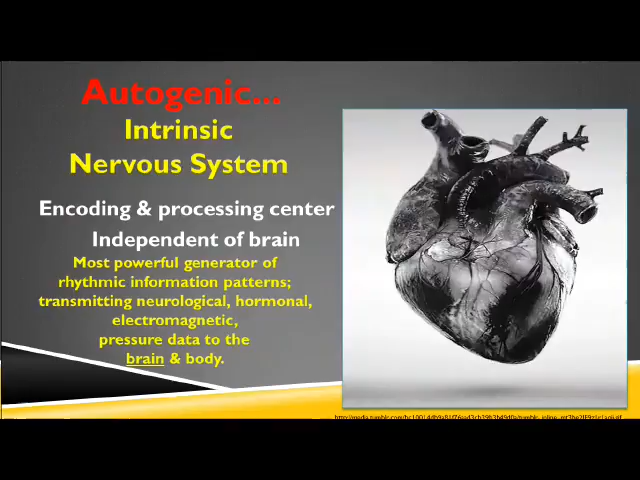 Autogenic...
Intrinsic
Nervous System
Encoding & processing center
Independent of brain
Most powerful generator of
rhythmic information patterns;
transmitting neurological, hormonal,
electromagnetic,
pressure data to the
brain & body.